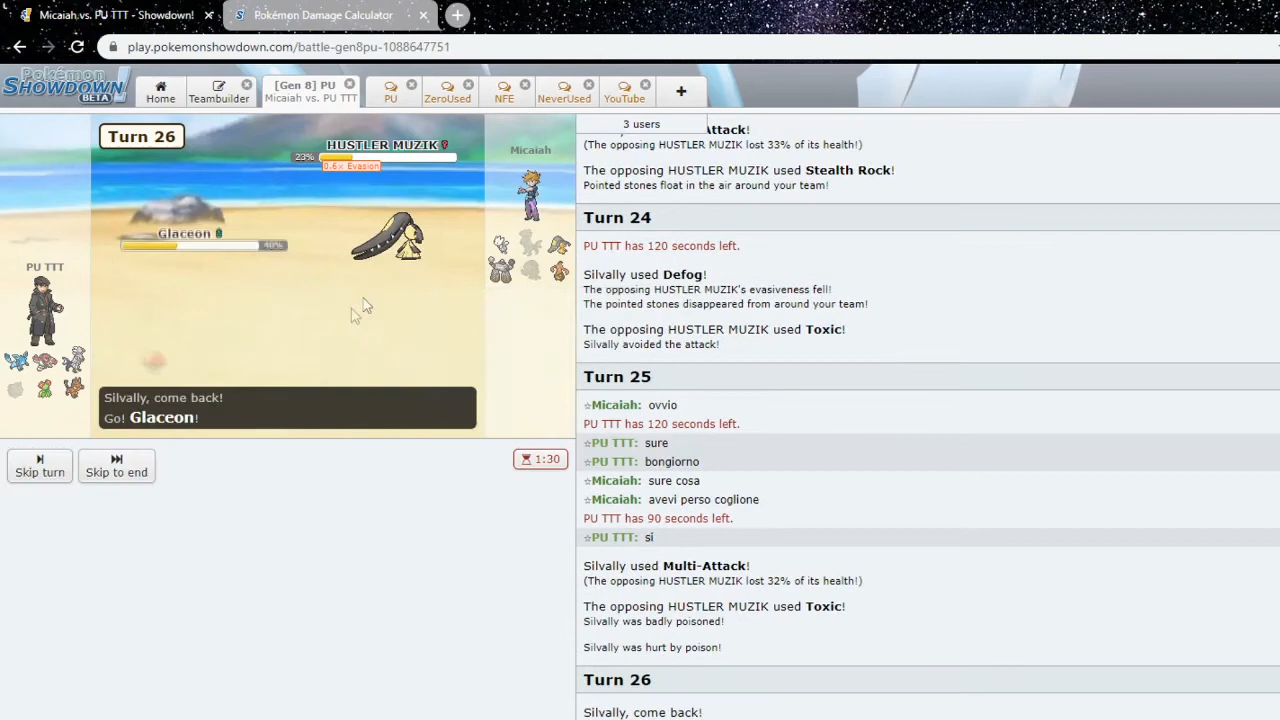 Micaiah vs. PU TTT - Showdown!
Pokémon Damage Calculator
play.pokemonshowdown.com/battle-gen8pu-1088647751
Pokémon
SHOWDOWN
BETA
Home
Teambuilder
[Gen 8] PU
Micaiah vs. PU TTT
PU
ZeroUsed
NFE
NeverUsed
YouTube
3 users
Turn 26
HUSTLER MUZIK
23%
0.6× Evasion
Micaiah
Glaceon
40%
PU TTT
Silvally, come back!
Go! Glaceon!
Skip turn
Skip to end
1:30
Attack!
(The opposing HUSTLER MUZIK lost 33% of its health!)
The opposing HUSTLER MUZIK used Stealth Rock!
Pointed stones float in the air around your team!
Turn 24
PU TTT has 120 seconds left.
Silvally used Defog!
The opposing HUSTLER MUZIK's evasiveness fell!
The pointed stones disappeared from around your team!
The opposing HUSTLER MUZIK used Toxic!
Silvally avoided the attack!
Turn 25
☆Micaiah: ovvio
PU TTT has 120 seconds left.
☆PU TTT: sure
☆PU TTT: bongiorno
☆Micaiah: sure cosa
☆Micaiah: avevi perso coglione
PU TTT has 90 seconds left.
☆PU TTT: si
Silvally used Multi-Attack!
(The opposing HUSTLER MUZIK lost 32% of its health!)
The opposing HUSTLER MUZIK used Toxic!
Silvally was badly poisoned!
Silvally was hurt by poison!
Turn 26
Silvally, come back!